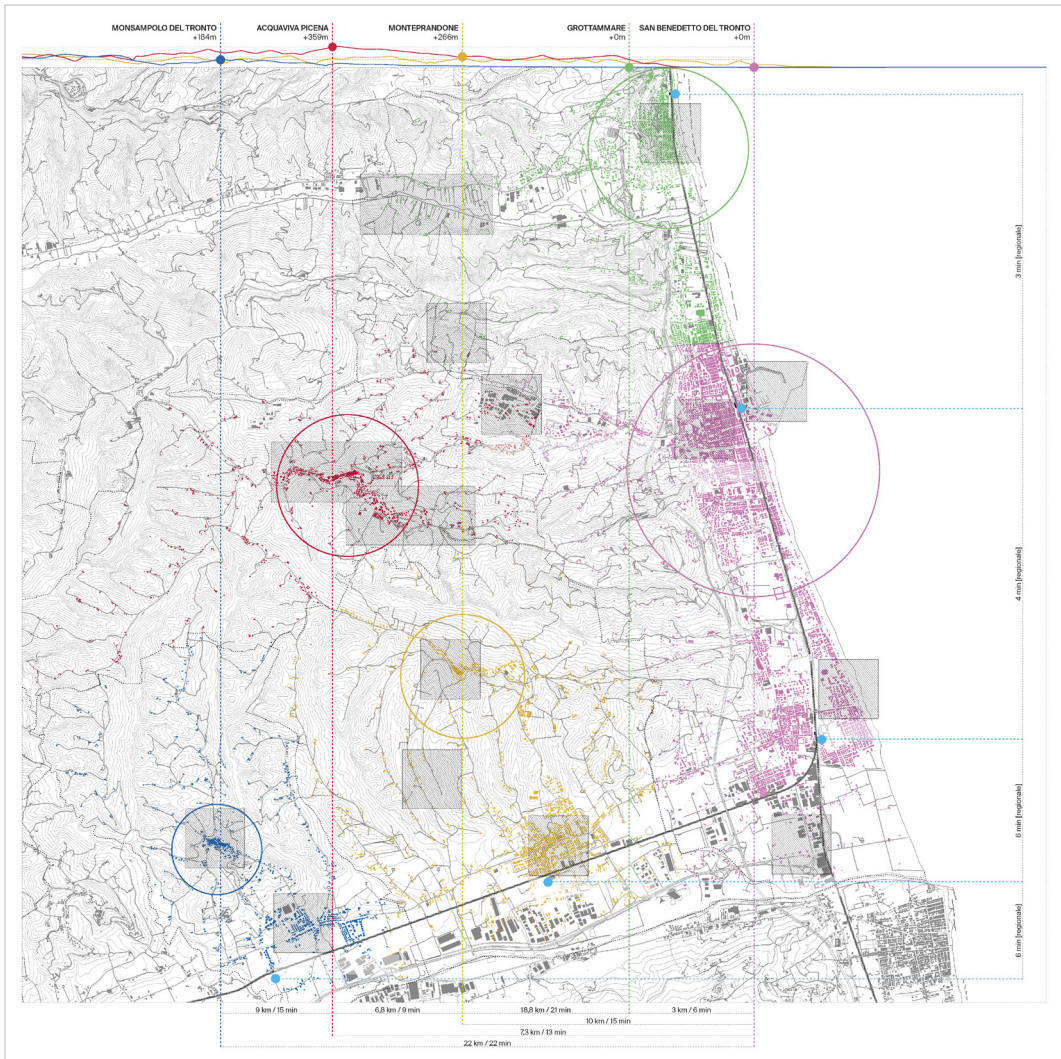 MONSAMPOLO DEL TRONTO
+184m
ACQUAVIVA PICENA
+359m
MONTEPRANDONE
+266m
GROTTAMMARE
+0m
SAN BENEDETTO DEL TRONTO
+0m
3 min [regionale]
4 min [regionale]
6 min [regionale]
6 min [regionale]
9 km / 15 min
6,8 km / 9 min
18,8 km / 21 min
3 km / 6 min
10 km / 15 min
7,3 km / 13 min
22 km / 22 min